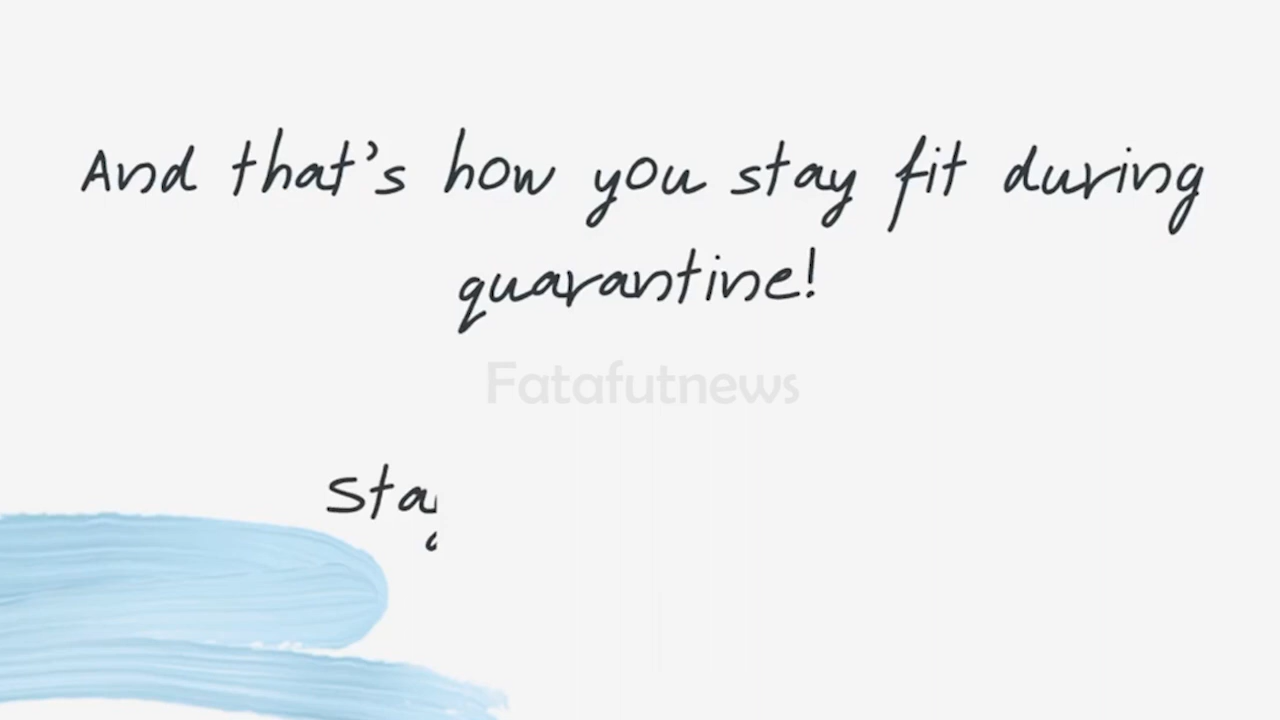 And that's how you stay fit during
quarantine!
Fatafutnews